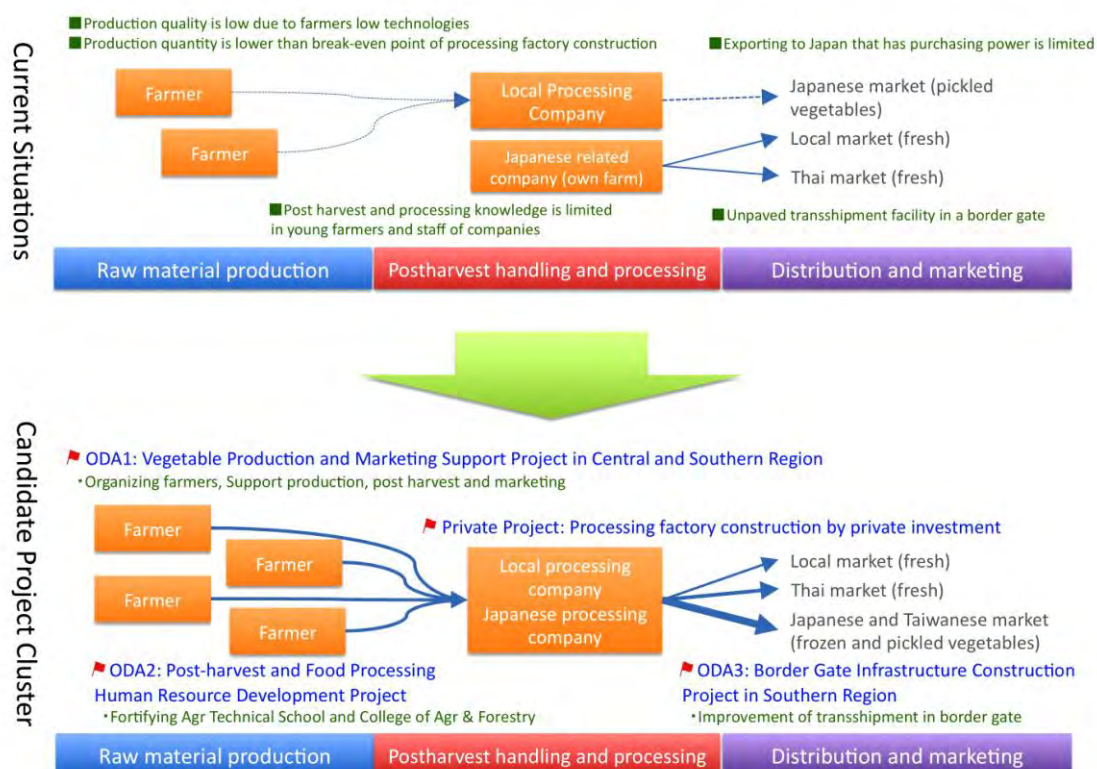 Current Situations
■Production quality is low due to farmers low technologies
■Production quantity is lower than break-even point of processing factory construction
■Exporting to Japan that has purchasing power is limited
Farmer
Farmer
Local Processing
Company
Japanese related
company (own farm)
Japanese market (pickled
vegetables)
Local market (fresh)
Thai market (fresh)
■Post harvest and processing knowledge is limited
in young farmers and staff of companies
■Unpaved transshipment facility in a border gate
Raw material production
Postharvest handling and processing
Distribution and marketing
Candidate Project Cluster
ODA1: Vegetable Production and Marketing Support Project in Central and Southern Region
・Organizing farmers, Support production, post harvest and marketing
Farmer
Farmer
Farmer
Farmer
Private Project: Processing factory construction by private investment
Local processing
company
Japanese processing
company
Local market (fresh)
Thai market (fresh)
Japanese and Taiwanese market
(frozen and pickled vegetables)
ODA2: Post-harvest and Food Processing
Human Resource Development Project
・Fortifying Agr Technical School and College of Agr & Forestry
ODA3: Border Gate Infrastructure Construction
Project in Southern Region
・Improvement of transshipment in border gate
Raw material production
Postharvest handling and processing
Distribution and marketing